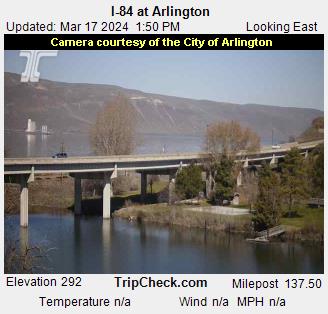 I-84 at Arlington
Updated: Mar 17 2024 1:50 PM Looking East
Camera courtesy of the City of Arlington
Elevation 292 TripCheck.com Milepost 137.50
Temperature n/a Wind n/a MPH n/a